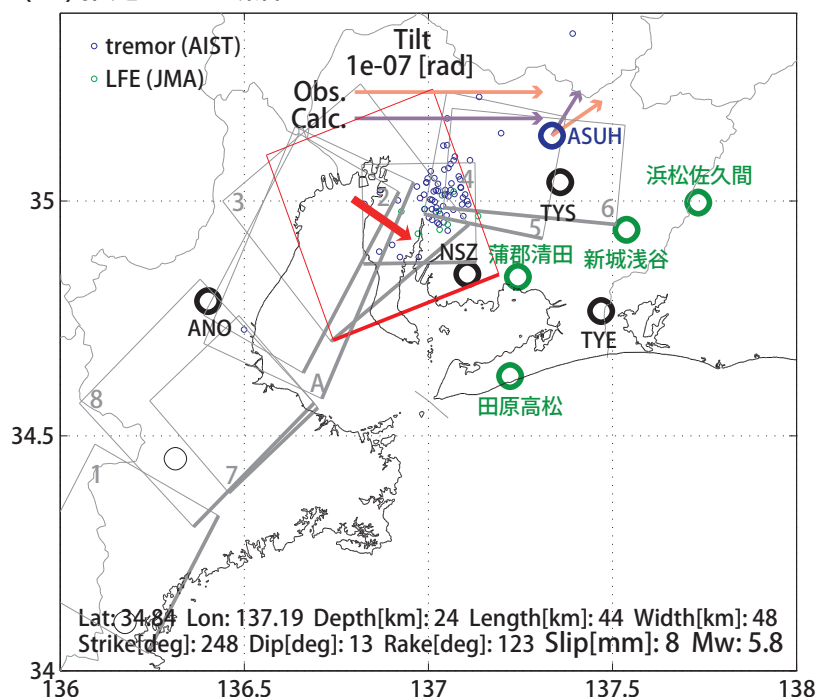 tremor (AIST)
LFE (JMA)
Tilt
1e-07 [rad]
Obs.
Calc.
ASUH
浜松佐久間
TYS
新城浅谷
蒲郡清田
NSZ
ANO
TYE
田原高松
1
2
3
4
5
6
7
8
A
Lat: 34.84 Lon: 137.19 Depth[km]: 24 Length[km]: 44 Width[km]: 48
Strike[deg]: 248 Dip[deg]: 13 Rake[deg]: 123 Slip[mm]: 8 Mw: 5.8
35
34.5
34
136
136.5
137
137.5
138